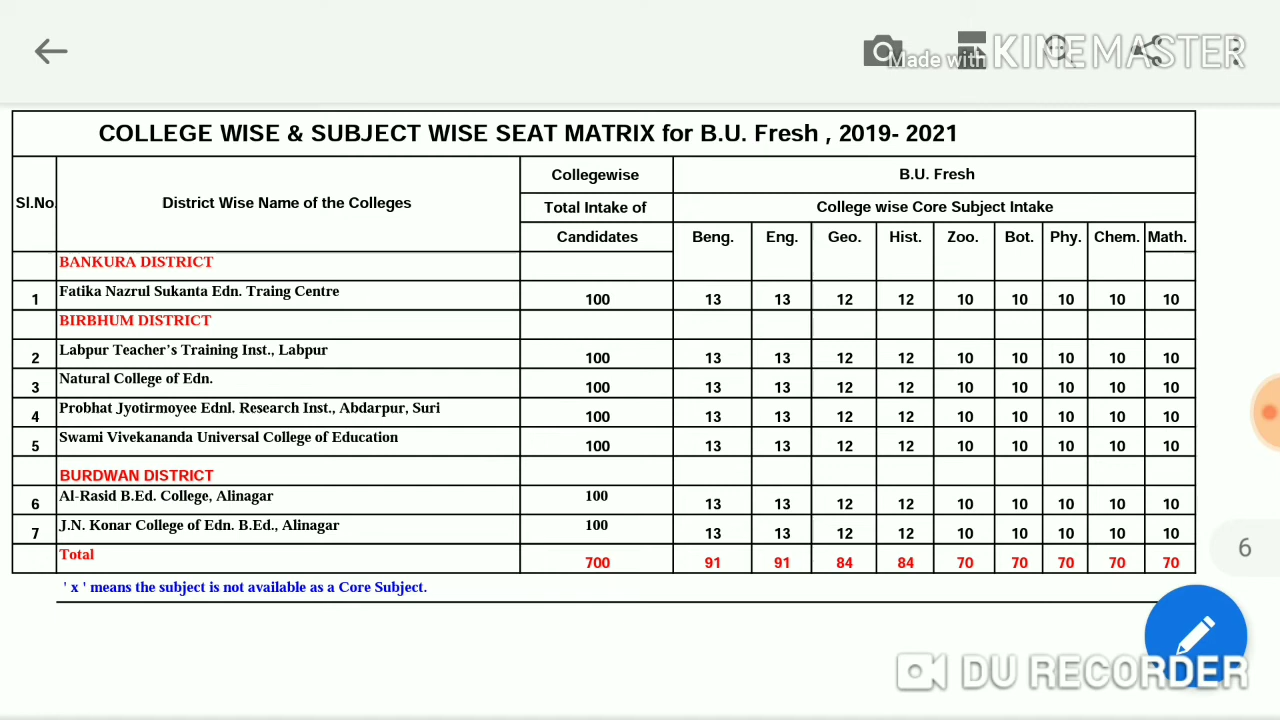 Made with KINEMASTER
COLLEGE WISE & SUBJECT WISE SEAT MATRIX for B.U. Fresh , 2019- 2021
Sl.No. District Wise Name of the Colleges Collegewise Total Intake of Candidates B.U. Fresh
College wise Core Subject Intake
Beng. Eng. Geo. Hist. Zoo. Bot. Phy. Chem. Math.
BANKURA DISTRICT
1 Fatika Nazrul Sukanta Edn. Traing Centre 100 13 13 12 12 10 10 10 10 10
BIRBHUM DISTRICT
2 Labpur Teacher's Training Inst., Labpur 100 13 13 12 12 10 10 10 10 10
3 Natural College of Edn. 100 13 13 12 12 10 10 10 10 10
4 Probhat Jyotirmoyee Ednl. Research Inst., Abdarpur, Suri 100 13 13 12 12 10 10 10 10 10
5 Swami Vivekananda Universal College of Education 100 13 13 12 12 10 10 10 10 10
BURDWAN DISTRICT
6 Al-Rasid B.Ed. College, Alinagar 100 13 13 12 12 10 10 10 10 10
7 J.N. Konar College of Edn. B.Ed., Alinagar 100 13 13 12 12 10 10 10 10 10
Total 700 91 91 84 84 70 70 70 70 70
6
' x ' means the subject is not available as a Core Subject.
DU RECORDER